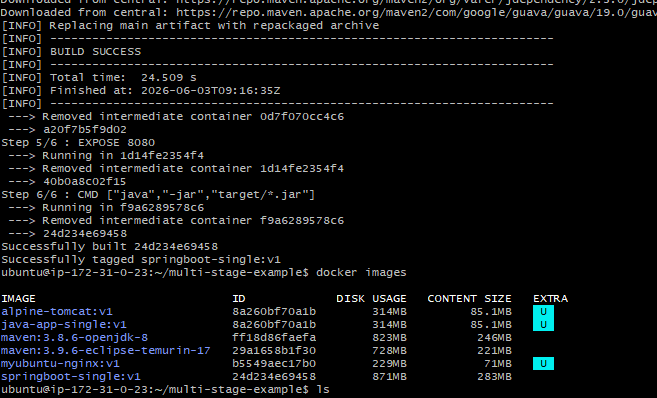 Downloaded from central: https://repo.maven.apache.org/maven2/org/vafer/jdependency/2.5.0/jdep
Downloaded from central: https://repo.maven.apache.org/maven2/com/google/guava/guava/19.0/guav
[INFO] Replacing main artifact with repackaged archive
[INFO] ------------------------------------------------------------------------
[INFO] BUILD SUCCESS
[INFO] ------------------------------------------------------------------------
[INFO] Total time:  24.509 s
[INFO] Finished at: 2026-06-03T09:16:35Z
[INFO] ------------------------------------------------------------------------
 ---> Removed intermediate container 0d7f070cc4c6
 ---> a20f7b5f9d02
Step 5/6 : EXPOSE 8080
 ---> Running in 1d14fe2354f4
 ---> Removed intermediate container 1d14fe2354f4
 ---> 40b0a8c02f15
Step 6/6 : CMD ["java","-jar","target/*.jar"]
 ---> Running in f9a6289578c6
 ---> Removed intermediate container f9a6289578c6
 ---> 24d234e69458
Successfully built 24d234e69458
Successfully tagged springboot-single:v1
ubuntu@ip-172-31-0-23:~/multi-stage-example$ docker images
IMAGE ID DISK USAGE CONTENT SIZE EXTRA
alpine-tomcat:v1 8a260bf70a1b 314MB 85.1MB U
java-app-single:v1 8a260bf70a1b 314MB 85.1MB U
maven:3.8.6-openjdk-8 ff18d86faefa 823MB 246MB
maven:3.9.6-eclipse-temurin-17 29a1658b1f30 728MB 221MB
myubuntu-nginx:v1 b5549aec17b0 229MB 71MB U
springboot-single:v1 24d234e69458 871MB 283MB
ubuntu@ip-172-31-0-23:~/multi-stage-example$ ls